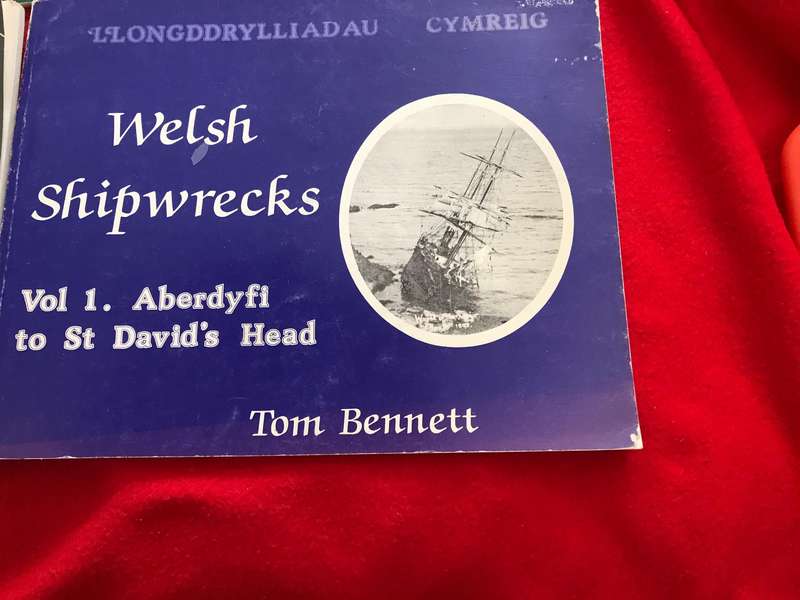 LLONGDDRYLLIADAU CYMREIG
Welsh
Shipwrecks
Vol 1. Aberdyfi
to St David's Head
Tom Bennett